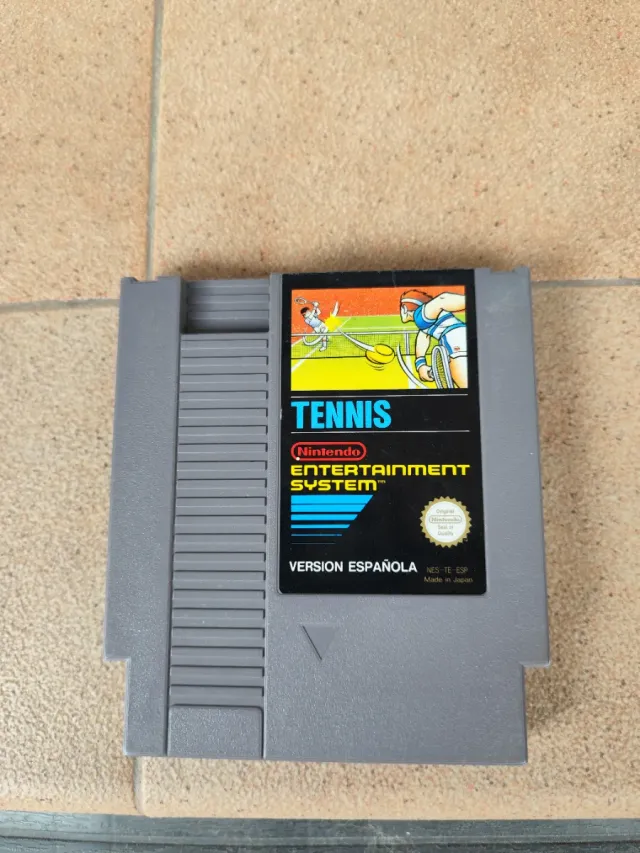 TENNIS
Nintendo
ENTERTAINMENT
SYSTEM™
Original
Nintendo
Seal of
Quality
VERSION ESPAÑOLA
NES-TE-ESP
Made in Japan